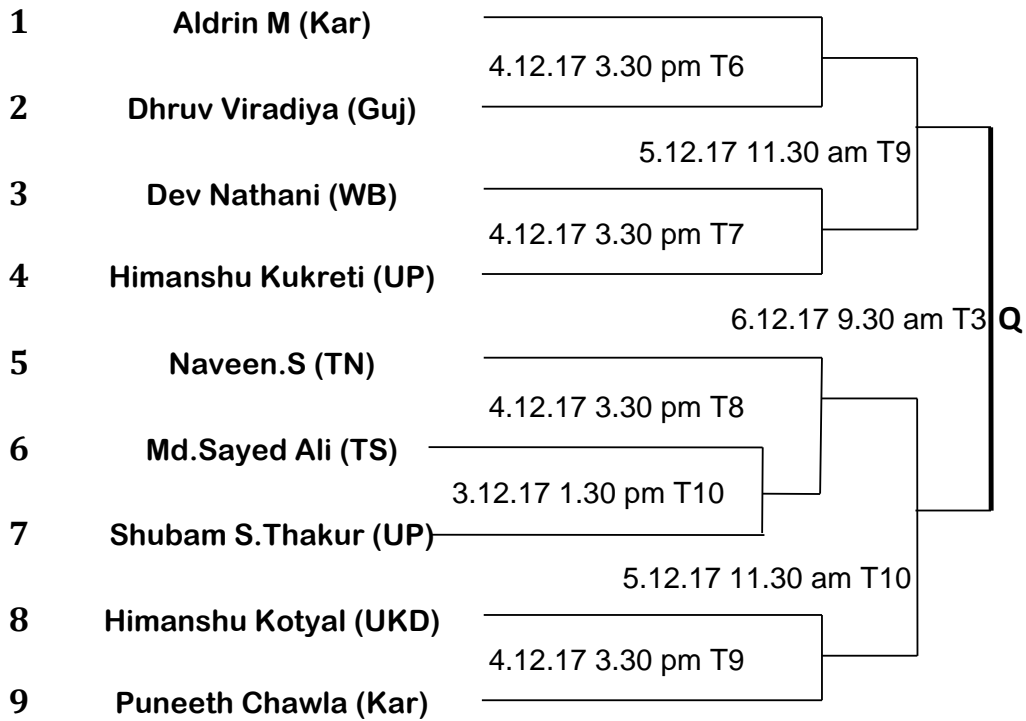 1 Aldrin M (Kar)
4.12.17 3.30 pm T6
2 Dhruv Viradiya (Guj)
5.12.17 11.30 am T9
3 Dev Nathani (WB)
4.12.17 3.30 pm T7
4 Himanshu Kukreti (UP)
6.12.17 9.30 am T3 Q
5 Naveen.S (TN)
4.12.17 3.30 pm T8
6 Md.Sayed Ali (TS)
3.12.17 1.30 pm T10
7 Shubam S.Thakur (UP)
5.12.17 11.30 am T10
8 Himanshu Kotyal (UKD)
4.12.17 3.30 pm T9
9 Puneeth Chawla (Kar)